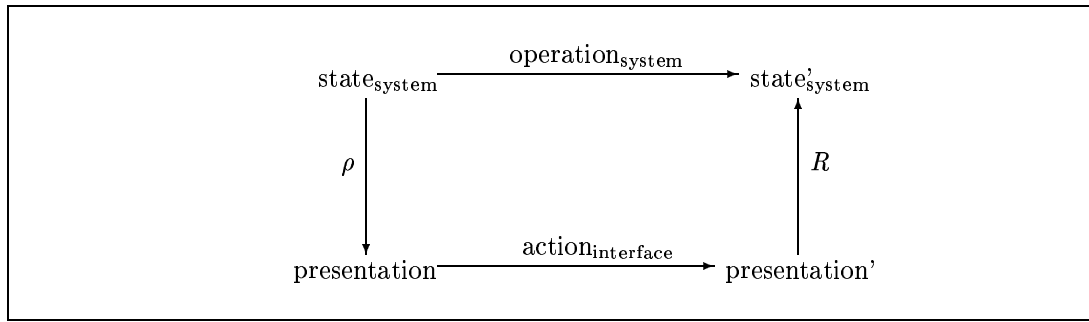 operation_system
state_system state'_system
ρ R
action_interface
presentation presentation'